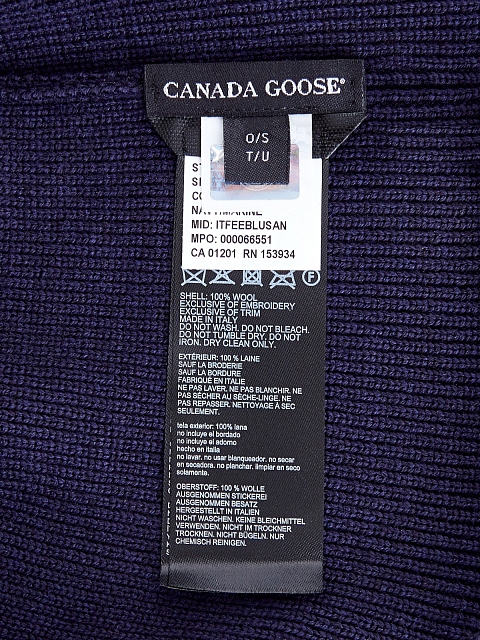 CANADA GOOSE®
O/S
T/U
ST
CO
MID: ITFEEBLUSAN
MPO: 000066551
CA 01201 RN 153934
F
SHELL: 100% WOOL
EXCLUSIVE OF EMBROIDERY
EXCLUSIVE OF TRIM
MADE IN ITALY
DO NOT WASH. DO NOT BLEACH.
DO NOT TUMBLE DRY. DO NOT
IRON. DRY CLEAN ONLY.
EXTÉRIEUR: 100 % LAINE
SAUF LA BRODERIE
SAUF LA BORDURE
FABRIQUÉ EN ITALIE
NE PAS LAVER. NE PAS BLANCHIR. NE
PAS SÉCHER AU SÈCHE-LINGE. NE
PAS REPASSER. NETTOYAGE À SEC
SEULEMENT.
tela exterior: 100% lana
no incluye el bordado
no incluye el adorno
hecho en italia
no lavar. no usar blanqueador. no secar
en secadora. no planchar. limpiar en seco
solamente.
OBERSTOFF: 100 % WOLLE
AUSGENOMMEN STICKEREI
AUSGENOMMEN BESATZ
HERGESTELLT IN ITALIEN
NICHT WASCHEN. KEINE BLEICHMITTEL
VERWENDEN. NICHT IM TROCKNER
TROCKNEN. NICHT BÜGELN. NUR
CHEMISCH REINIGEN.